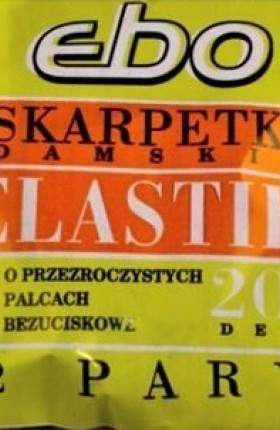 ebo
SKARPETK
DAMSKI
ELASTI
O PRZEZROCZYSTYCH
PALCACH
BEZUCISKOWE
20
DE
2 PAR